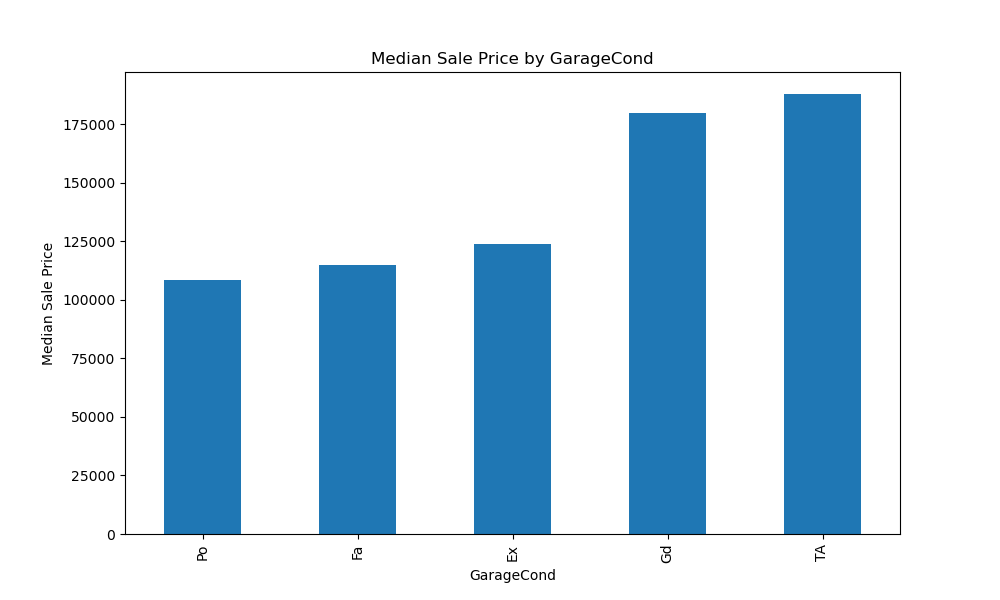 Median Sale Price by GarageCond
175000
150000
125000
100000
75000
50000
25000
0
Median Sale Price
Po
Fa
Ex
Gd
TA
GarageCond